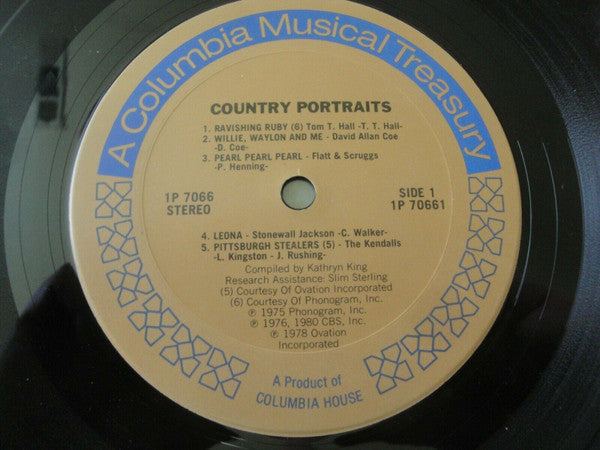 A Columbia Musical Treasury
COUNTRY PORTRAITS
1. RAVISHING RUBY (6) Tom T. Hall -T. T. Hall-
2. WILLIE, WAYLON AND ME - David Allan Coe
-D. Coe-
3. PEARL PEARL PEARL - Flatt & Scruggs
-P. Henning-
1P 7066
STEREO
SIDE 1
1P 70661
4. LEONA - Stonewall Jackson -C. Walker-
5. PITTSBURGH STEALERS (5) - The Kendalls
-L. Kingston - J. Rushing-
Compiled by Kathryn King
Research Assistance: Slim Sterling
(5) Courtesy Of Ovation Incorporated
(6) Courtesy Of Phonogram, Inc.
℗ 1975 Phonogram, Inc.
℗ 1976, 1980 CBS, Inc.
℗ 1978 Ovation
Incorporated
A Product of
COLUMBIA HOUSE